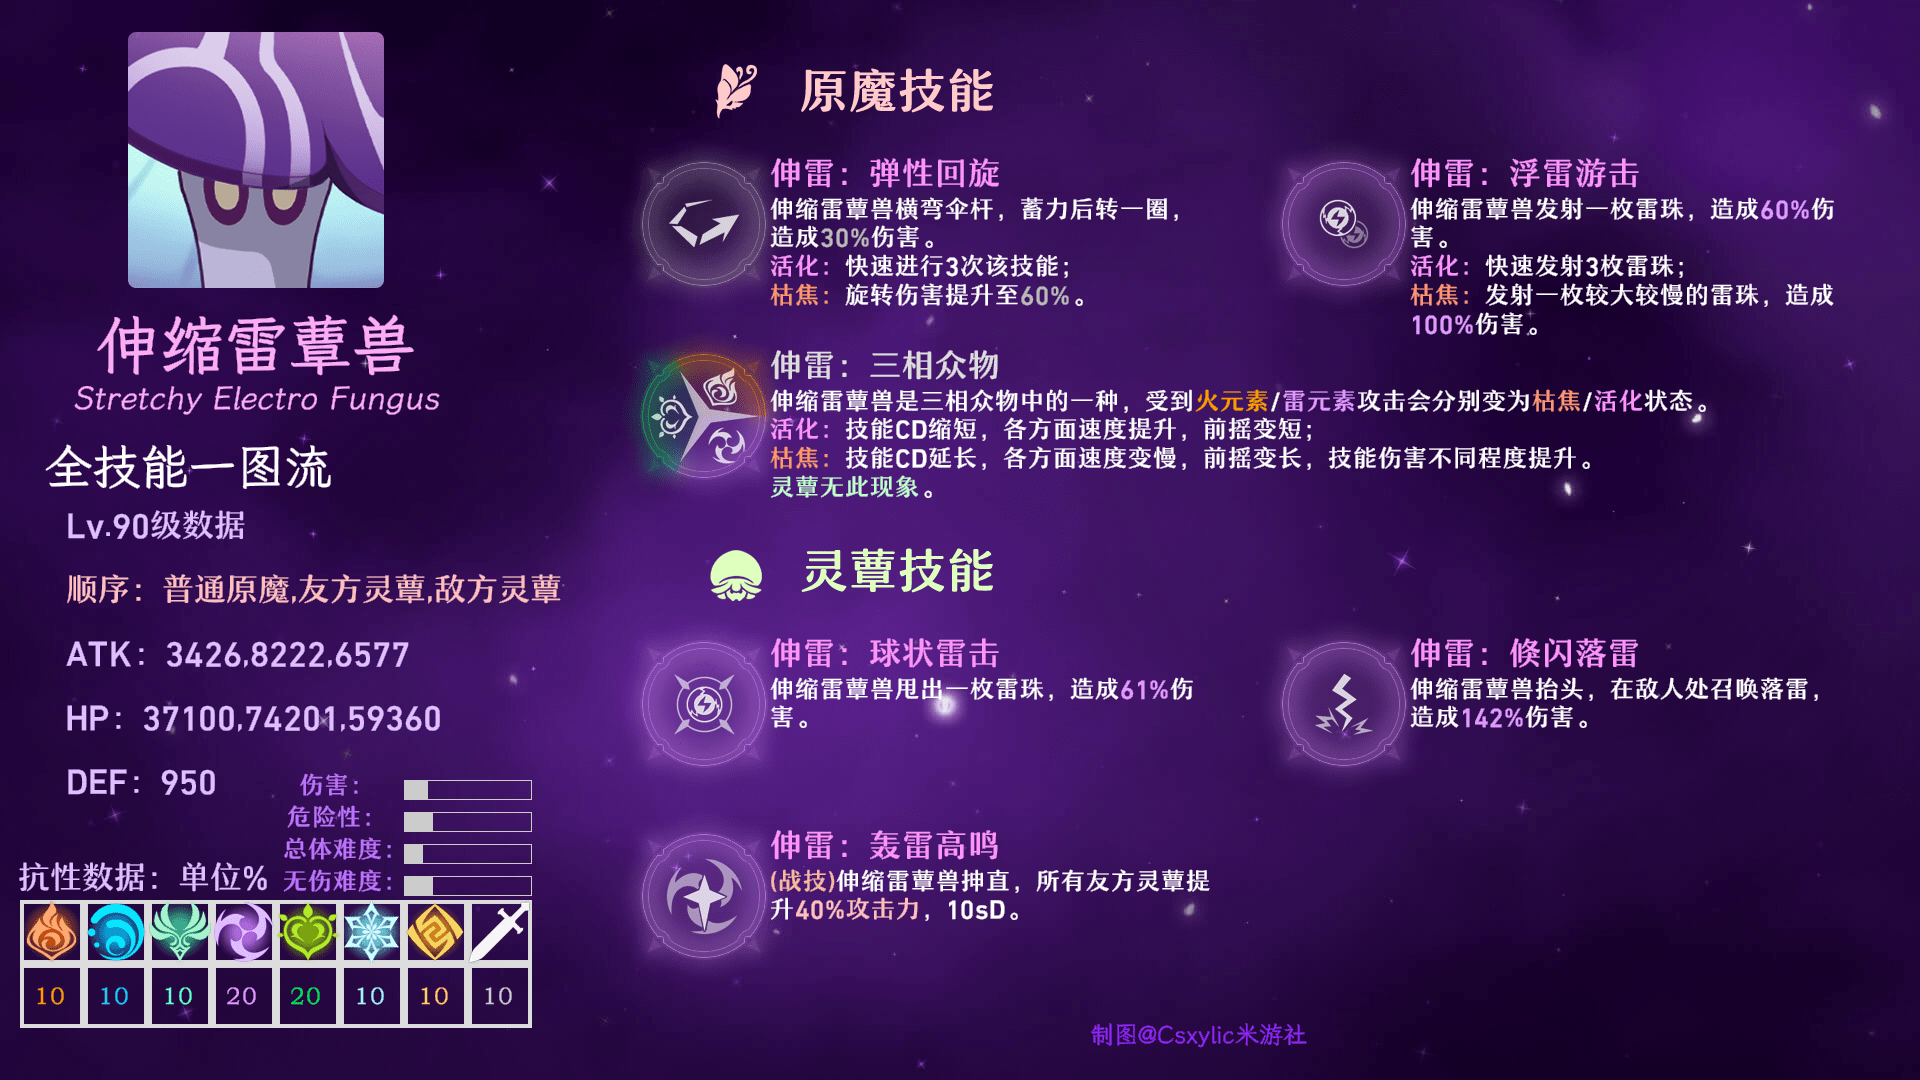 伸缩雷蕈兽
Stretchy Electro Fungus
全技能一图流
Lv.90级数据
顺序：普通原魔,友方灵蕈,敌方灵蕈
ATK：3426,8222,6577
HP：37100,74201,59360
DEF：950
伤害：
危险性：
总体难度：
无伤难度：
抗性数据：单位%
10 10 10 20 20 10 10 10
原魔技能
伸雷：弹性回旋
伸缩雷蕈兽横弯伞杆，蓄力后转一圈，
造成30%伤害。
活化：快速进行3次该技能；
枯焦：旋转伤害提升至60%。
伸雷：浮雷游击
伸缩雷蕈兽发射一枚雷珠，造成60%伤
害。
活化：快速发射3枚雷珠；
枯焦：发射一枚较大较慢的雷珠，造成
100%伤害。
伸雷：三相众物
伸缩雷蕈兽是三相众物中的一种，受到火元素/雷元素攻击会分别变为枯焦/活化状态。
活化：技能CD缩短，各方面速度提升，前摇变短；
枯焦：技能CD延长，各方面速度变慢，前摇变长，技能伤害不同程度提升。
灵蕈无此现象。
灵蕈技能
伸雷：球状雷击
伸缩雷蕈兽甩出一枚雷珠，造成61%伤
害。
伸雷：倏闪落雷
伸缩雷蕈兽抬头，在敌人处召唤落雷，
造成142%伤害。
伸雷：轰雷高鸣
(战技)伸缩雷蕈兽抻直，所有友方灵蕈提
升40%攻击力，10sD。
制图@Csxylic米游社